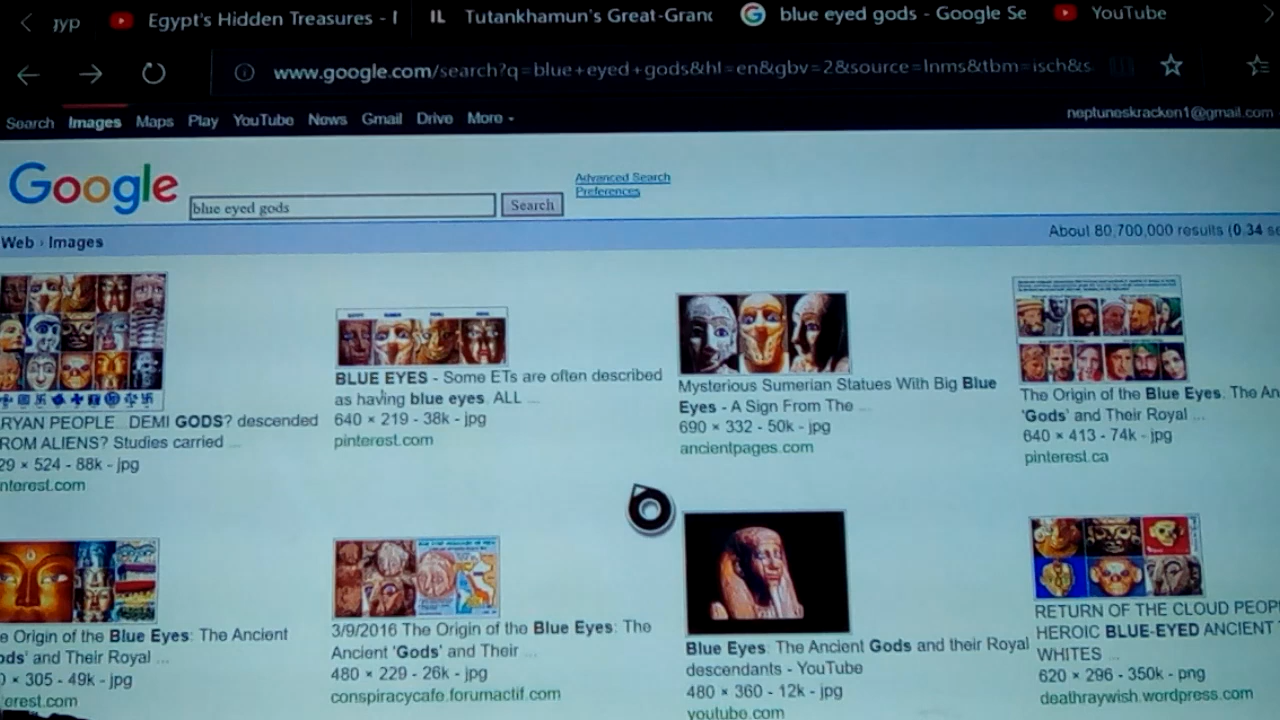 Egypt's Hidden Treasures -
IL Tutankhamun's Great-Grand
blue eyed gods - Google Se
YouTube
www.google.com/search?q=blue+eyed+gods&hl=en&gbv=2&source=lnms&tbm=isch&s
Search Images Maps Play YouTube News Gmail Drive More
neptuneskracken1@gmail.com
Google
blue eyed gods
Search
Advanced Search
Preferences
Web › Images
About 80,700,000 results (0.34 se
RYAN PEOPLE...DEMI GODS? descended
ROM ALIENS? Studies carried ...
29 × 524 - 88k - jpg
nterest.com
BLUE EYES - Some ETs are often described
as having blue eyes. ALL ...
640 × 219 - 38k - jpg
pinterest.com
Mysterious Sumerian Statues With Big Blue
Eyes - A Sign From The ...
690 × 332 - 50k - jpg
ancientpages.com
The Origin of the Blue Eyes. The An
'Gods' and Their Royal ...
640 × 413 - 74k - jpg
pinterest.ca
e Origin of the Blue Eyes: The Ancient
ods' and Their Royal ...
0 × 305 - 49k - jpg
erest.com
3/9/2016 The Origin of the Blue Eyes: The
Ancient 'Gods' and Their ...
480 × 229 - 26k - jpg
conspiracycafe.forumactif.com
Blue Eyes: The Ancient Gods and their Royal
descendants - YouTube
480 × 360 - 12k - jpg
youtube.com
RETURN OF THE CLOUD PEOP
HEROIC BLUE-EYED ANCIENT
WHITES ...
620 × 296 - 350k - png
deathraywish.wordpress.com